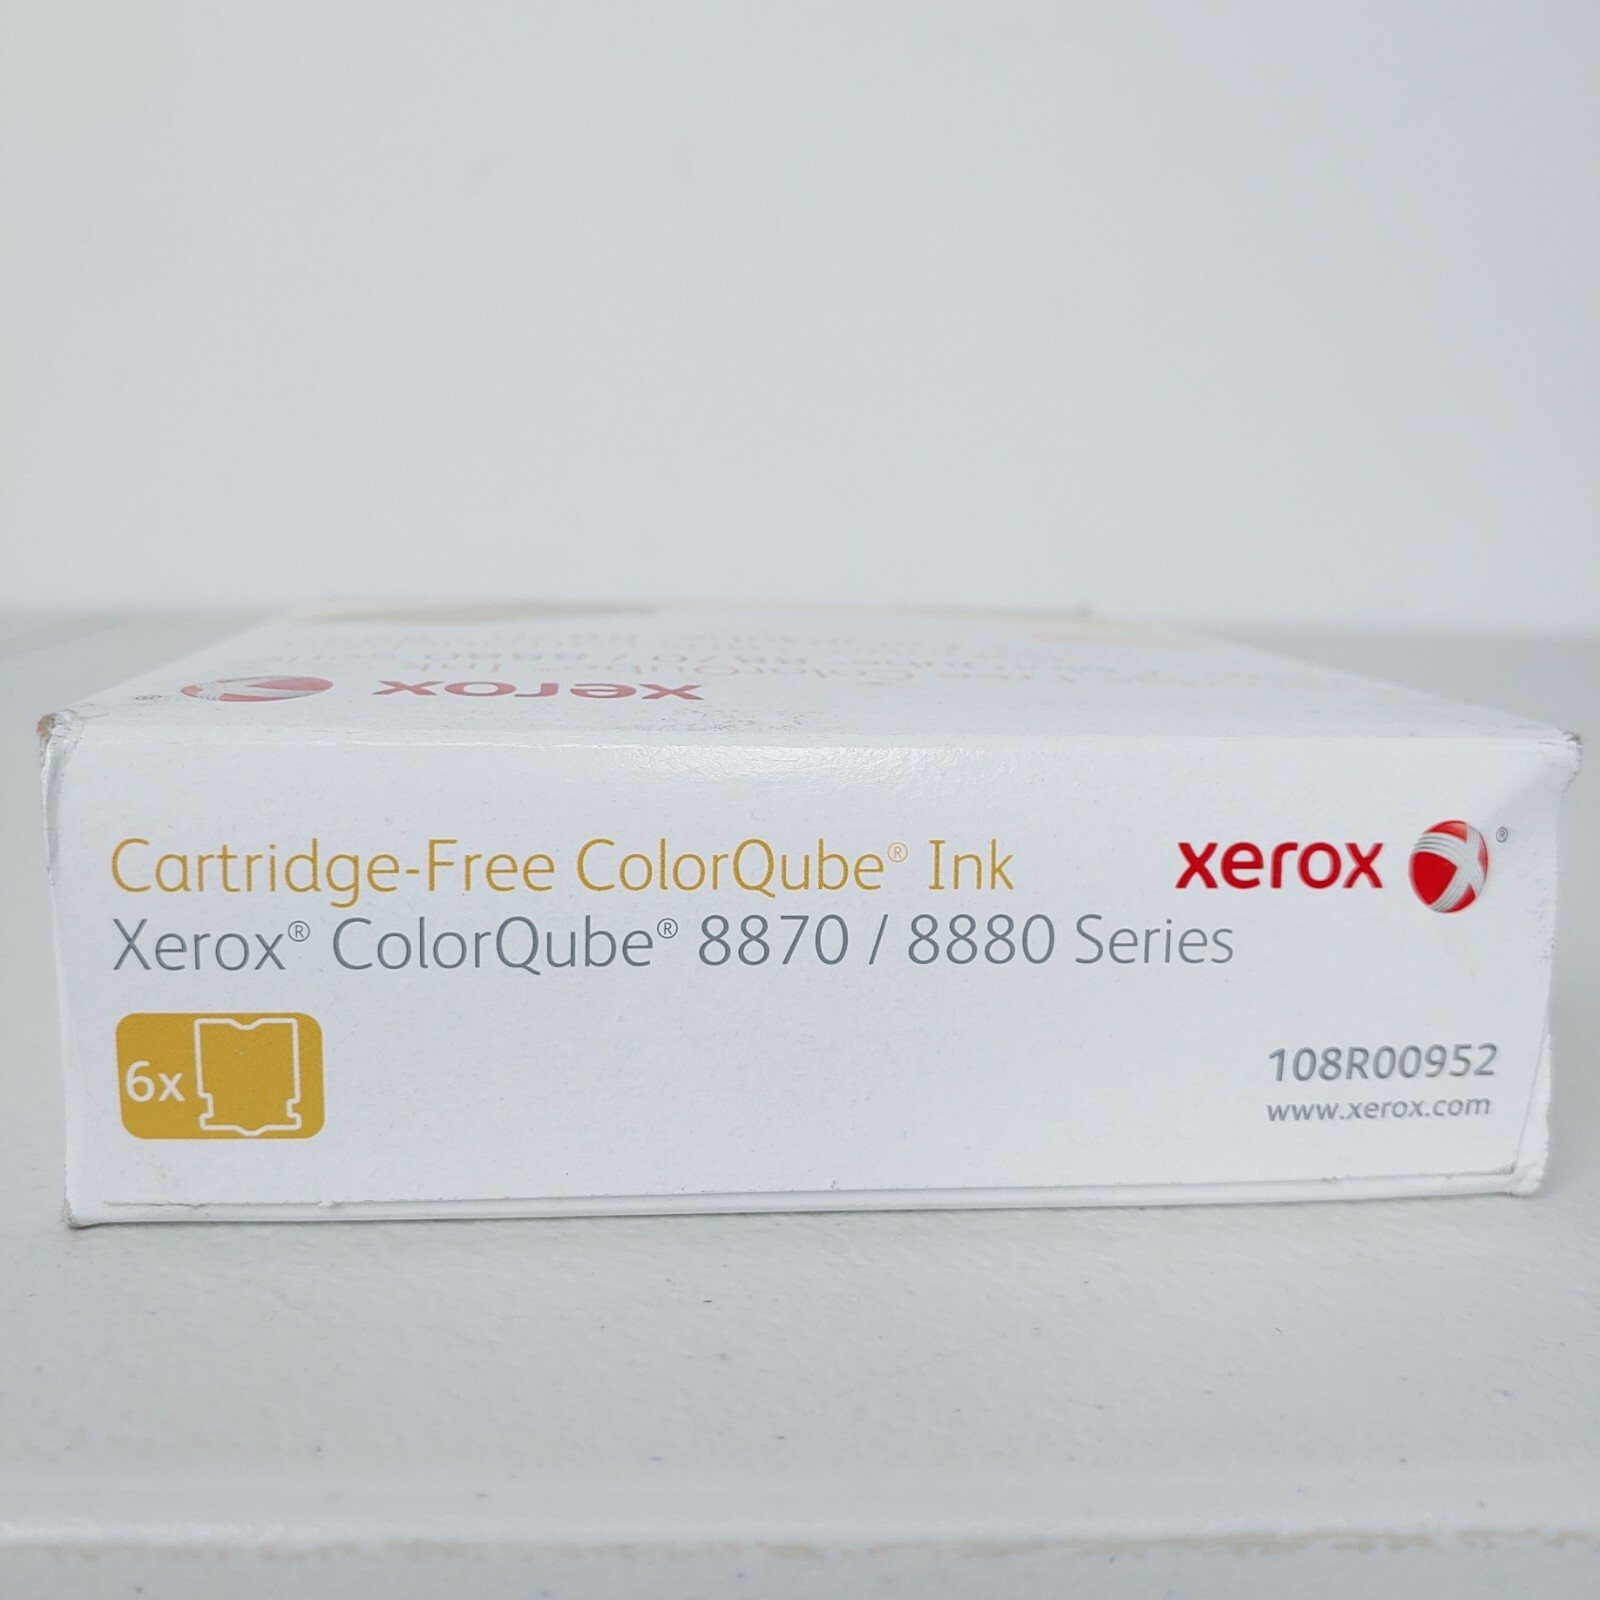 xerox ®
Cartridge-Free ColorQube® Ink
xerox ®
Xerox® ColorQube® 8870 / 8880 Series
6x
108R00952
www.xerox.com